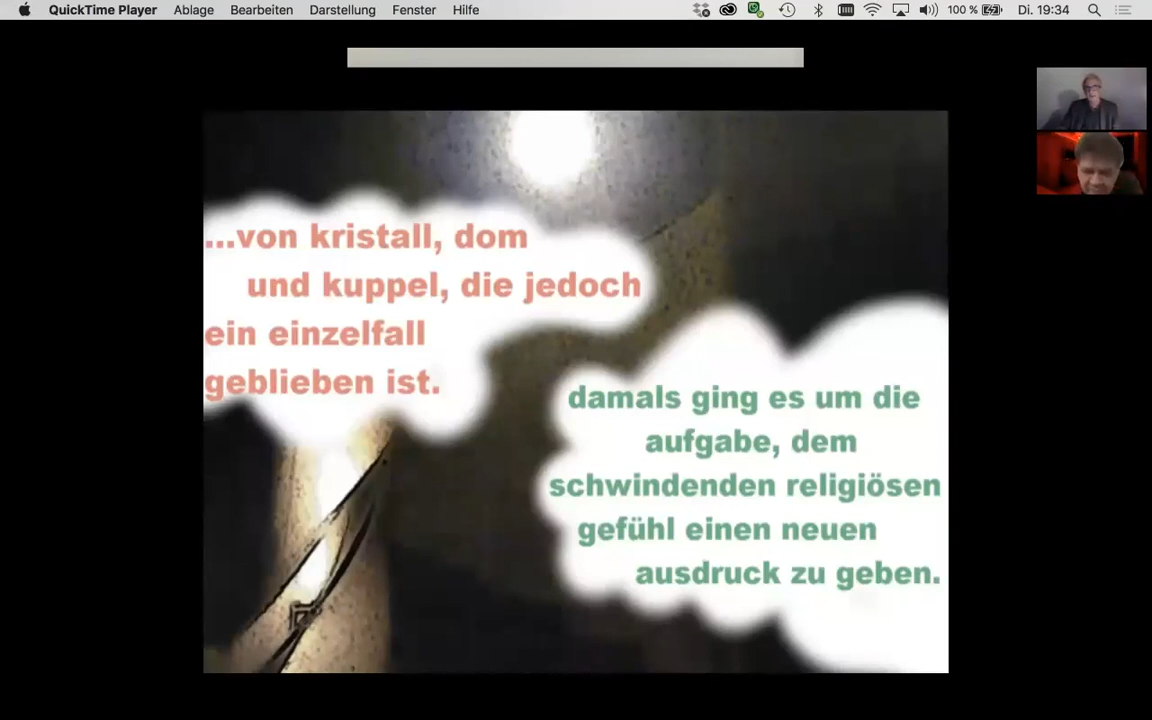 QuickTime Player Ablage Bearbeiten Darstellung Fenster Hilfe 100 % Di. 19:34
...von kristall, dom
und kuppel, die jedoch
ein einzelfall
geblieben ist.
damals ging es um die
aufgabe, dem
schwindenden religiösen
gefühl einen neuen
ausdruck zu geben.